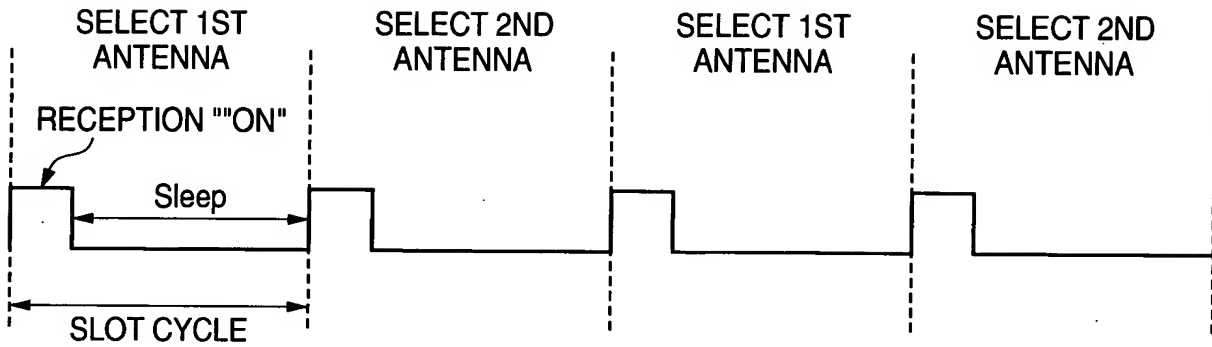 SELECT 1ST
ANTENNA
SELECT 2ND
ANTENNA
SELECT 1ST
ANTENNA
SELECT 2ND
ANTENNA
RECEPTION ""ON"
Sleep
SLOT CYCLE